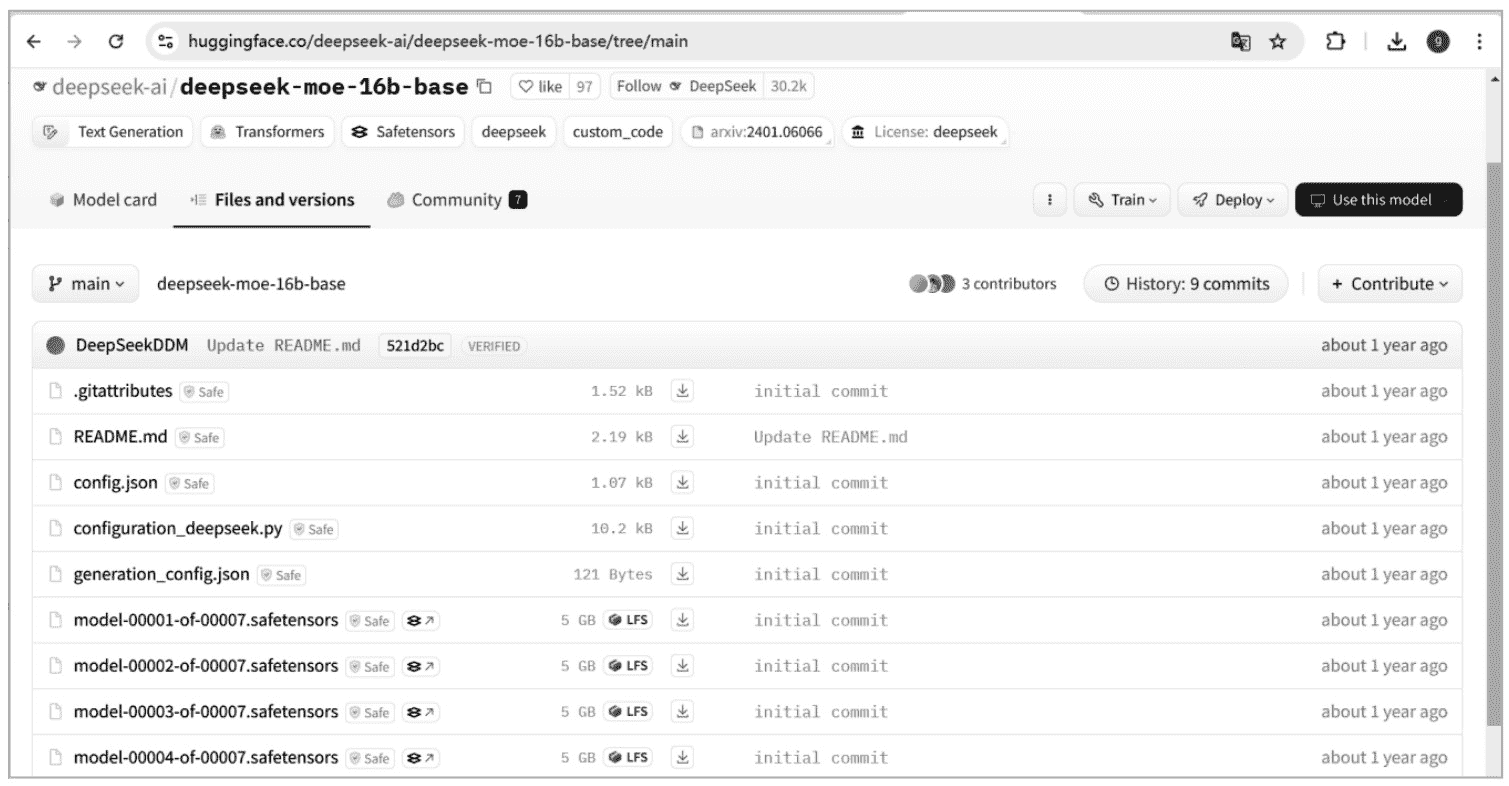 huggingface.co/deepseek-ai/deepseek-moe-16b-base/tree/main g
deepseek-ai/deepseek-moe-16b-base like 97 Follow DeepSeek 30.2k
Text Generation Transformers Safetensors deepseek custom_code arxiv:2401.06066 License: deepseek
Model card Files and versions Community 7 Train Deploy Use this model
main deepseek-moe-16b-base 3 contributors History: 9 commits + Contribute
DeepSeekDDM Update README.md 521d2bc VERIFIED about 1 year ago
.gitattributes Safe 1.52 kB initial commit about 1 year ago
README.md Safe 2.19 kB Update README.md about 1 year ago
config.json Safe 1.07 kB initial commit about 1 year ago
configuration_deepseek.py Safe 10.2 kB initial commit about 1 year ago
generation_config.json Safe 121 Bytes initial commit about 1 year ago
model-00001-of-00007.safetensors Safe 5 GB LFS initial commit about 1 year ago
model-00002-of-00007.safetensors Safe 5 GB LFS initial commit about 1 year ago
model-00003-of-00007.safetensors Safe 5 GB LFS initial commit about 1 year ago
model-00004-of-00007.safetensors Safe 5 GB LFS initial commit about 1 year ago